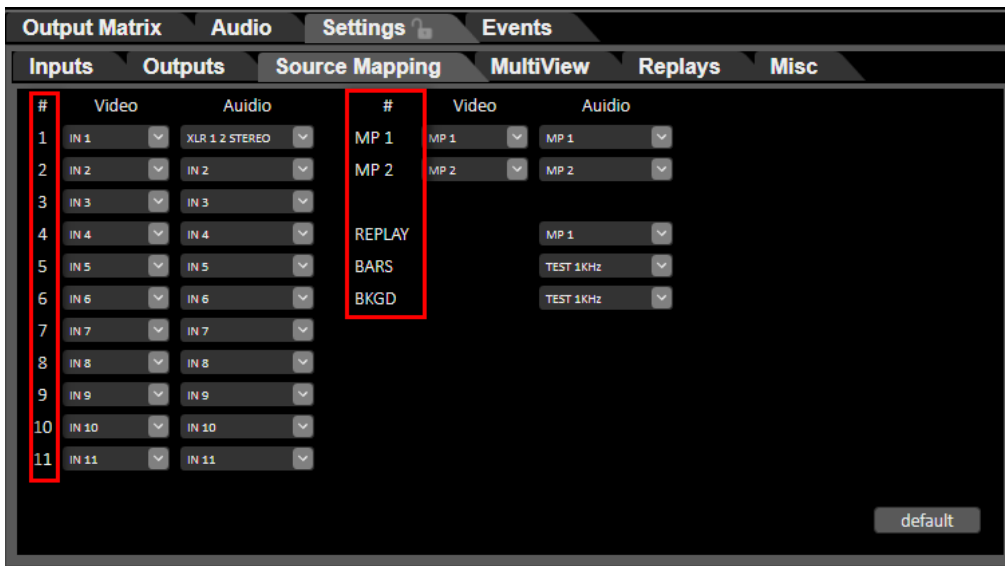 Output Matrix Audio Settings Events
Inputs Outputs Source Mapping MultiView Replays Misc
# Video Auidio # Video Auidio
1 IN 1 XLR 1 2 STEREO MP 1 MP 1 MP 1
2 IN 2 IN 2 MP 2 MP 2 MP 2
3 IN 3 IN 3
4 IN 4 IN 4 REPLAY MP 1
5 IN 5 IN 5 BARS TEST 1KHz
6 IN 6 IN 6 BKGD TEST 1KHz
7 IN 7 IN 7
8 IN 8 IN 8
9 IN 9 IN 9
10 IN 10 IN 10
11 IN 11 IN 11
default